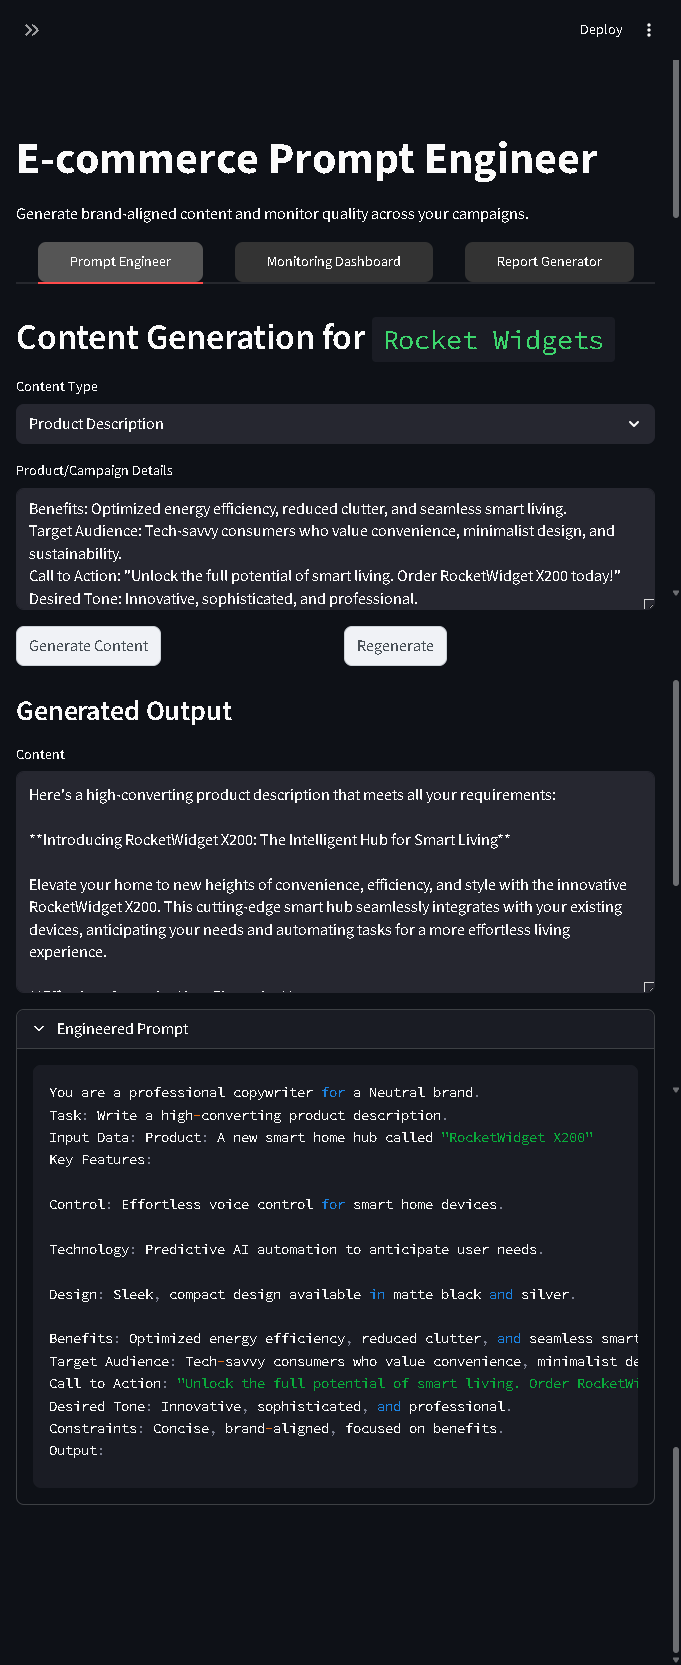 Deploy
E-commerce Prompt Engineer
Generate brand-aligned content and monitor quality across your campaigns.
Prompt Engineer
Monitoring Dashboard
Report Generator
Content Generation for Rocket Widgets
Content Type
Product Description
Product/Campaign Details
Benefits: Optimized energy efficiency, reduced clutter, and seamless smart living.
Target Audience: Tech-savvy consumers who value convenience, minimalist design, and
sustainability.
Call to Action: "Unlock the full potential of smart living. Order RocketWidget X200 today!"
Desired Tone: Innovative, sophisticated, and professional.
Generate Content
Regenerate
Generated Output
Content
Here's a high-converting product description that meets all your requirements:
**Introducing RocketWidget X200: The Intelligent Hub for Smart Living**
Elevate your home to new heights of convenience, efficiency, and style with the innovative
RocketWidget X200. This cutting-edge smart hub seamlessly integrates with your existing
devices, anticipating your needs and automating tasks for a more effortless living
experience.
Engineered Prompt
You are a professional copywriter for a Neutral brand.
Task: Write a high-converting product description.
Input Data: Product: A new smart home hub called "RocketWidget X200"
Key Features:
Control: Effortless voice control for smart home devices.
Technology: Predictive AI automation to anticipate user needs.
Design: Sleek, compact design available in matte black and silver.
Benefits: Optimized energy efficiency, reduced clutter, and seamless smart
Target Audience: Tech-savvy consumers who value convenience, minimalist de
Call to Action: "Unlock the full potential of smart living. Order RocketWi
Desired Tone: Innovative, sophisticated, and professional.
Constraints: Concise, brand-aligned, focused on benefits.
Output: